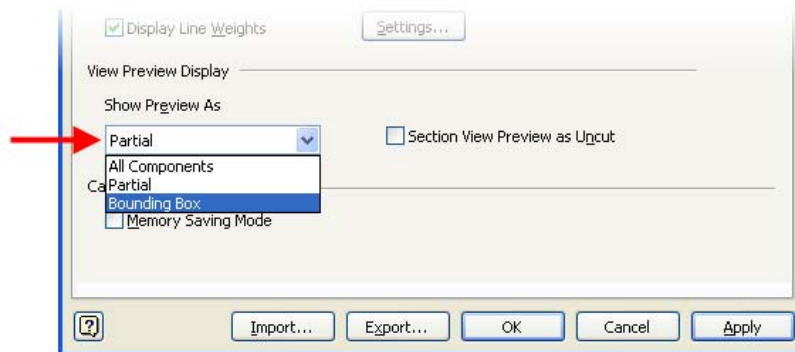 Display Line Weights Settings...
View Preview Display
Show Preview As
Partial Section View Preview as Uncut
All Components
Ca Partial
Bounding Box
Memory Saving Mode
Import... Export... OK Cancel Apply